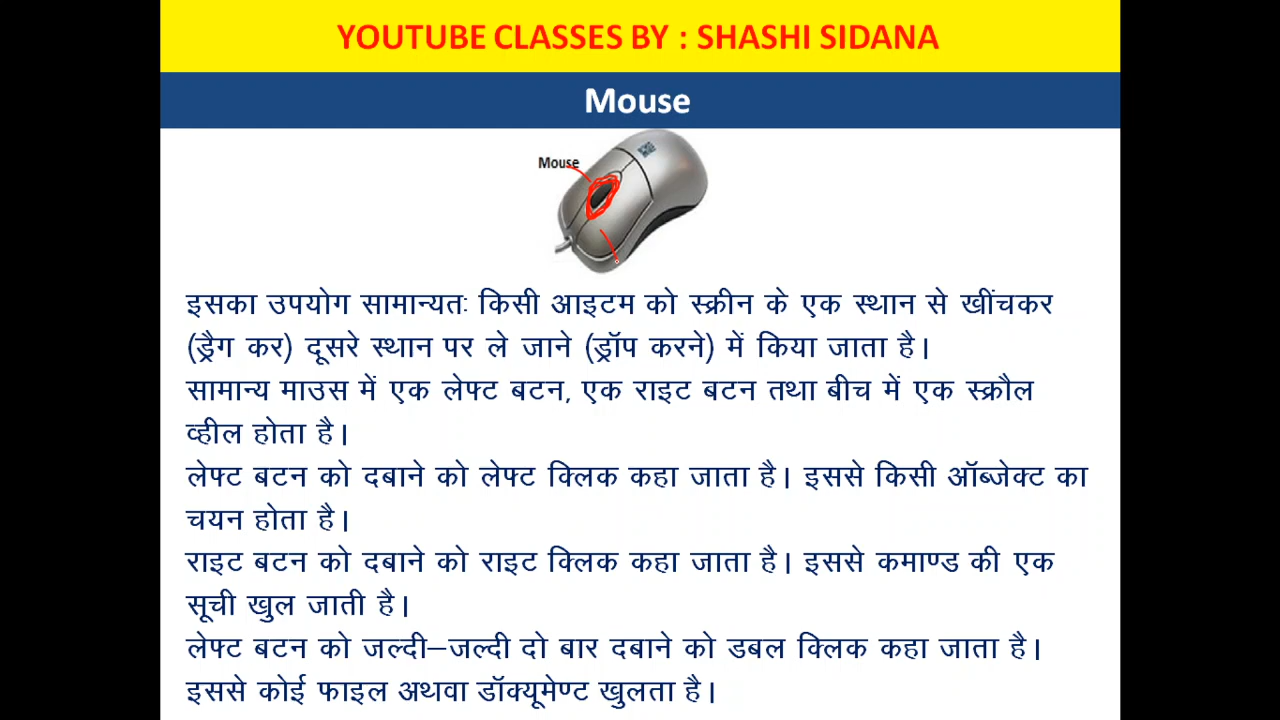 YOUTUBE CLASSES BY : SHASHI SIDANA
Mouse
Mouse
इसका उपयोग सामान्यतः किसी आइटम को स्क्रीन के एक स्थान से खींचकर
(ड्रैग कर) दूसरे स्थान पर ले जाने (ड्रॉप करने) में किया जाता है।
सामान्य माउस में एक लेफ्ट बटन, एक राइट बटन तथा बीच में एक स्क्रौल
व्हील होता है।
लेफ्ट बटन को दबाने को लेफ्ट क्लिक कहा जाता है। इससे किसी ऑब्जेक्ट का
चयन होता है।
राइट बटन को दबाने को राइट क्लिक कहा जाता है। इससे कमाण्ड की एक
सूची खुल जाती है।
लेफ्ट बटन को जल्दी–जल्दी दो बार दबाने को डबल क्लिक कहा जाता है।
इससे कोई फाइल अथवा डॉक्यूमेण्ट खुलता है।